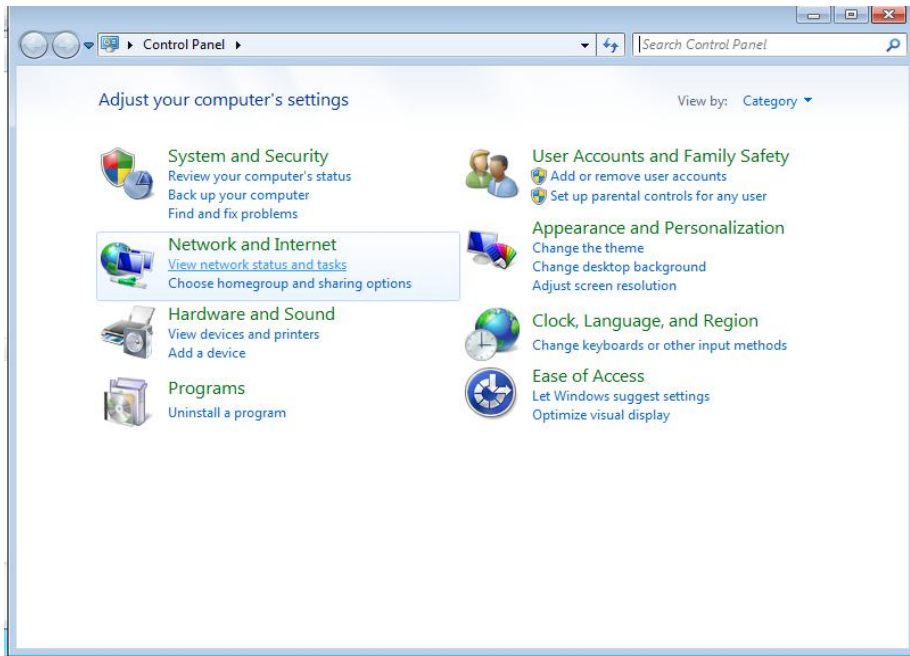 Control Panel
Search Control Panel
Adjust your computer's settings
View by: Category
System and Security
Review your computer's status
Back up your computer
Find and fix problems
Network and Internet
View network status and tasks
Choose homegroup and sharing options
Hardware and Sound
View devices and printers
Add a device
Programs
Uninstall a program
User Accounts and Family Safety
Add or remove user accounts
Set up parental controls for any user
Appearance and Personalization
Change the theme
Change desktop background
Adjust screen resolution
Clock, Language, and Region
Change keyboards or other input methods
Ease of Access
Let Windows suggest settings
Optimize visual display